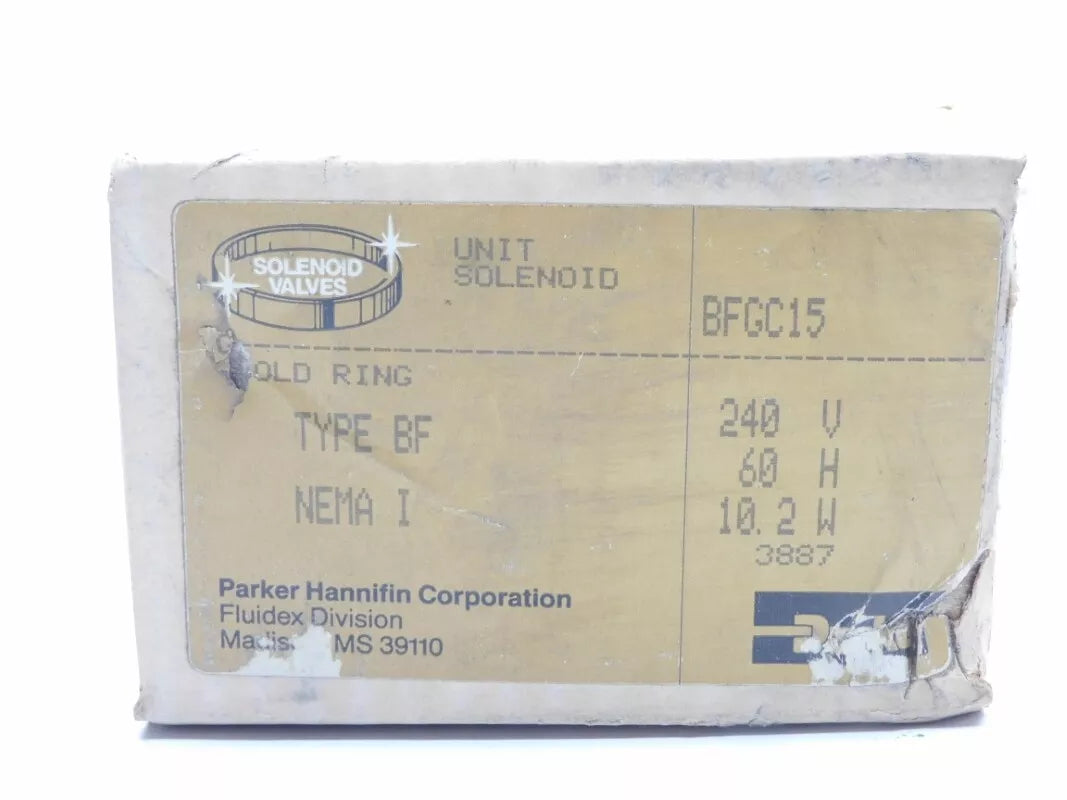 SOLENOID
VALVES
UNIT
SOLENOID
BFGC15
OLD RING
TYPE BF
NEMA I
240 V
60 H
10.2 W
3887
Parker Hannifin Corporation
Fluidex Division
MS 39110